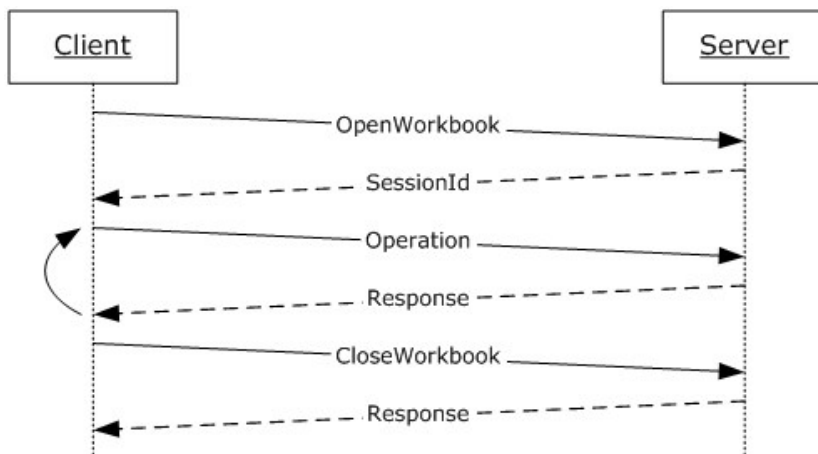 Client
Server
OpenWorkbook
SessionId
Operation
Response
CloseWorkbook
Response